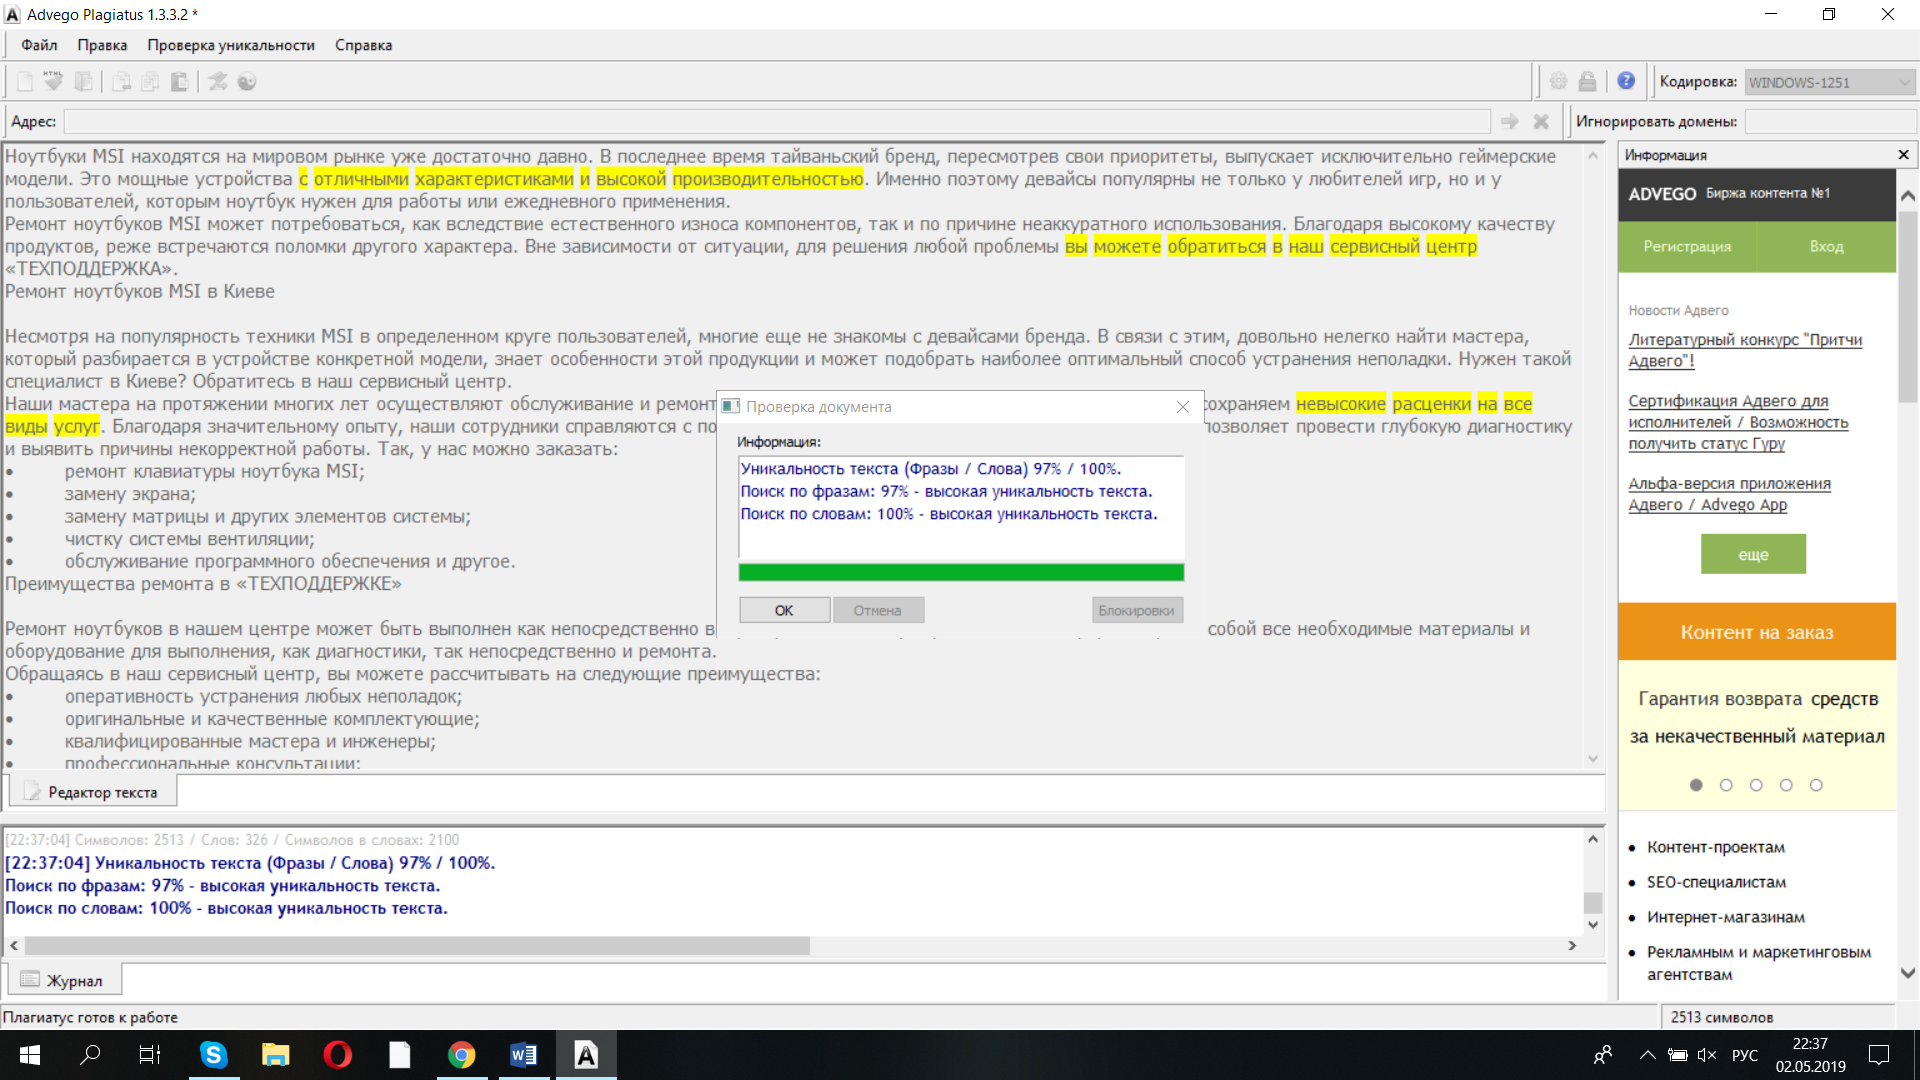 Advego Plagiatus 1.3.3.2 *
Файл Правка Проверка уникальности Справка
Кодировка: WINDOWS-1251
Адрес:
Игнорировать домены:
Ноутбуки MSI находятся на мировом рынке уже достаточно давно. В последнее время тайваньский бренд, пересмотрев свои приоритеты, выпускает исключительно геймерские
модели. Это мощные устройства с отличными характеристиками и высокой производительностью. Именно поэтому девайсы популярны не только у любителей игр, но и у
пользователей, которым ноутбук нужен для работы или ежедневного применения.
Ремонт ноутбуков MSI может потребоваться, как вследствие естественного износа компонентов, так и по причине неаккуратного использования. Благодаря высокому качеству
продуктов, реже встречаются поломки другого характера. Вне зависимости от ситуации, для решения любой проблемы вы можете обратиться в наш сервисный центр
«ТЕХПОДДЕРЖКА».
Ремонт ноутбуков MSI в Киеве
Несмотря на популярность техники MSI в определенном круге пользователей, многие еще не знакомы с девайсами бренда. В связи с этим, довольно нелегко найти мастера,
который разбирается в устройстве конкретной модели, знает особенности этой продукции и может подобрать наиболее оптимальный способ устранения неполадки. Нужен такой
специалист в Киеве? Обратитесь в наш сервисный центр.
Наши мастера на протяжении многих лет осуществляют обслуживание и ремонт охраняем невысокие расценки на все
виды услуг. Благодаря значительному опыту, наши сотрудники справляются с по позволяет провести глубокую диагностику
и выявить причины некорректной работы. Так, у нас можно заказать:
• ремонт клавиатуры ноутбука MSI;
• замену экрана;
• замену матрицы и других элементов системы;
• чистку системы вентиляции;
• обслуживание программного обеспечения и другое.
Преимущества ремонта в «ТЕХПОДДЕРЖКЕ»
Ремонт ноутбуков в нашем центре может быть выполнен как непосредственно в собой все необходимые материалы и
оборудование для выполнения, как диагностики, так непосредственно и ремонта.
Обращаясь в наш сервисный центр, вы можете рассчитывать на следующие преимущества:
• оперативность устранения любых неполадок;
• оригинальные и качественные комплектующие;
• квалифицированные мастера и инженеры;
• профессиональные консультации;
Проверка документа
Информация:
Уникальность текста (Фразы / Слова) 97% / 100%.
Поиск по фразам: 97% - высокая уникальность текста.
Поиск по словам: 100% - высокая уникальность текста.
OK Отмена Блокировки
Редактор текста
[22:37:04] Символов: 2513 / Слов: 326 / Символов в словах: 2100
[22:37:04] Уникальность текста (Фразы / Слова) 97% / 100%.
Поиск по фразам: 97% - высокая уникальность текста.
Поиск по словам: 100% - высокая уникальность текста.
Журнал
Плагиатус готов к работе
2513 символов
Информация
ADVEGO Биржа контента №1
Регистрация Вход
Новости Адвего
Литературный конкурс "Притчи
Адвего"!
Сертификация Адвего для
исполнителей / Возможность
получить статус Гуру
Альфа-версия приложения
Адвего / Advego App
еще
Контент на заказ
Гарантия возврата средств
за некачественный материал
• Контент-проектам
• SEO-специалистам
• Интернет-магазинам
• Рекламным и маркетинговым
агентствам
РУС
22:37
02.05.2019